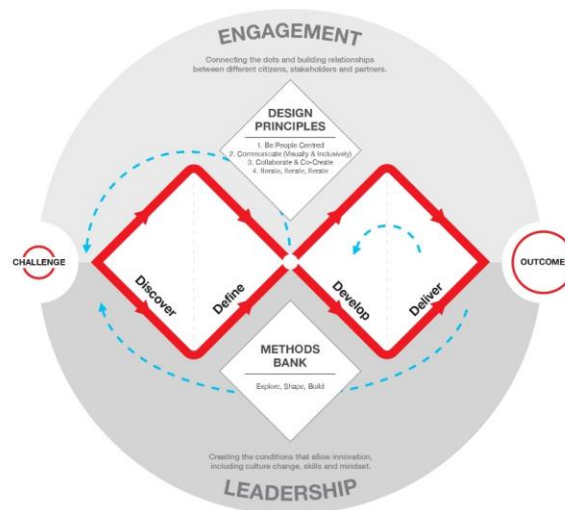 ENGAGEMENT
Connecting the dots and building relationships
between different citizens, stakeholders and partners.
DESIGN
PRINCIPLES
1. Be People Centred
2. Communicate (Visually & Inclusively)
3. Collaborate & Co-Create
4. Iterate, Iterate, Iterate
CHALLENGE
OUTCOME
Discover
Define
Develop
Deliver
METHODS
BANK
Explore, Shape, Build
Creating the conditions that allow innovation,
including culture change, skills and mindset.
LEADERSHIP